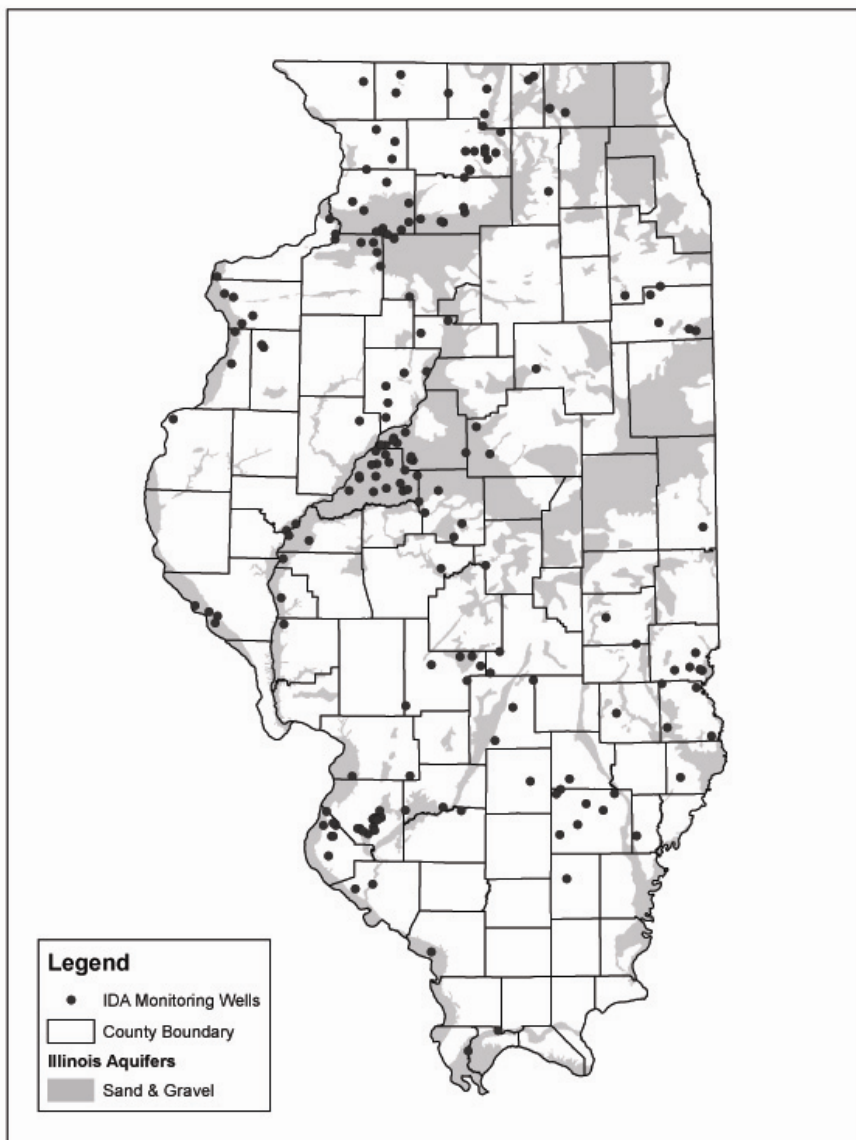 Legend
IDA Monitoring Wells
County Boundary
Illinois Aquifers
Sand & Gravel